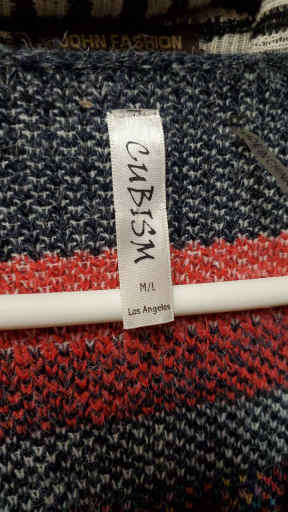 JOHN FASHION
CUBISM
M/L
Los Angeles